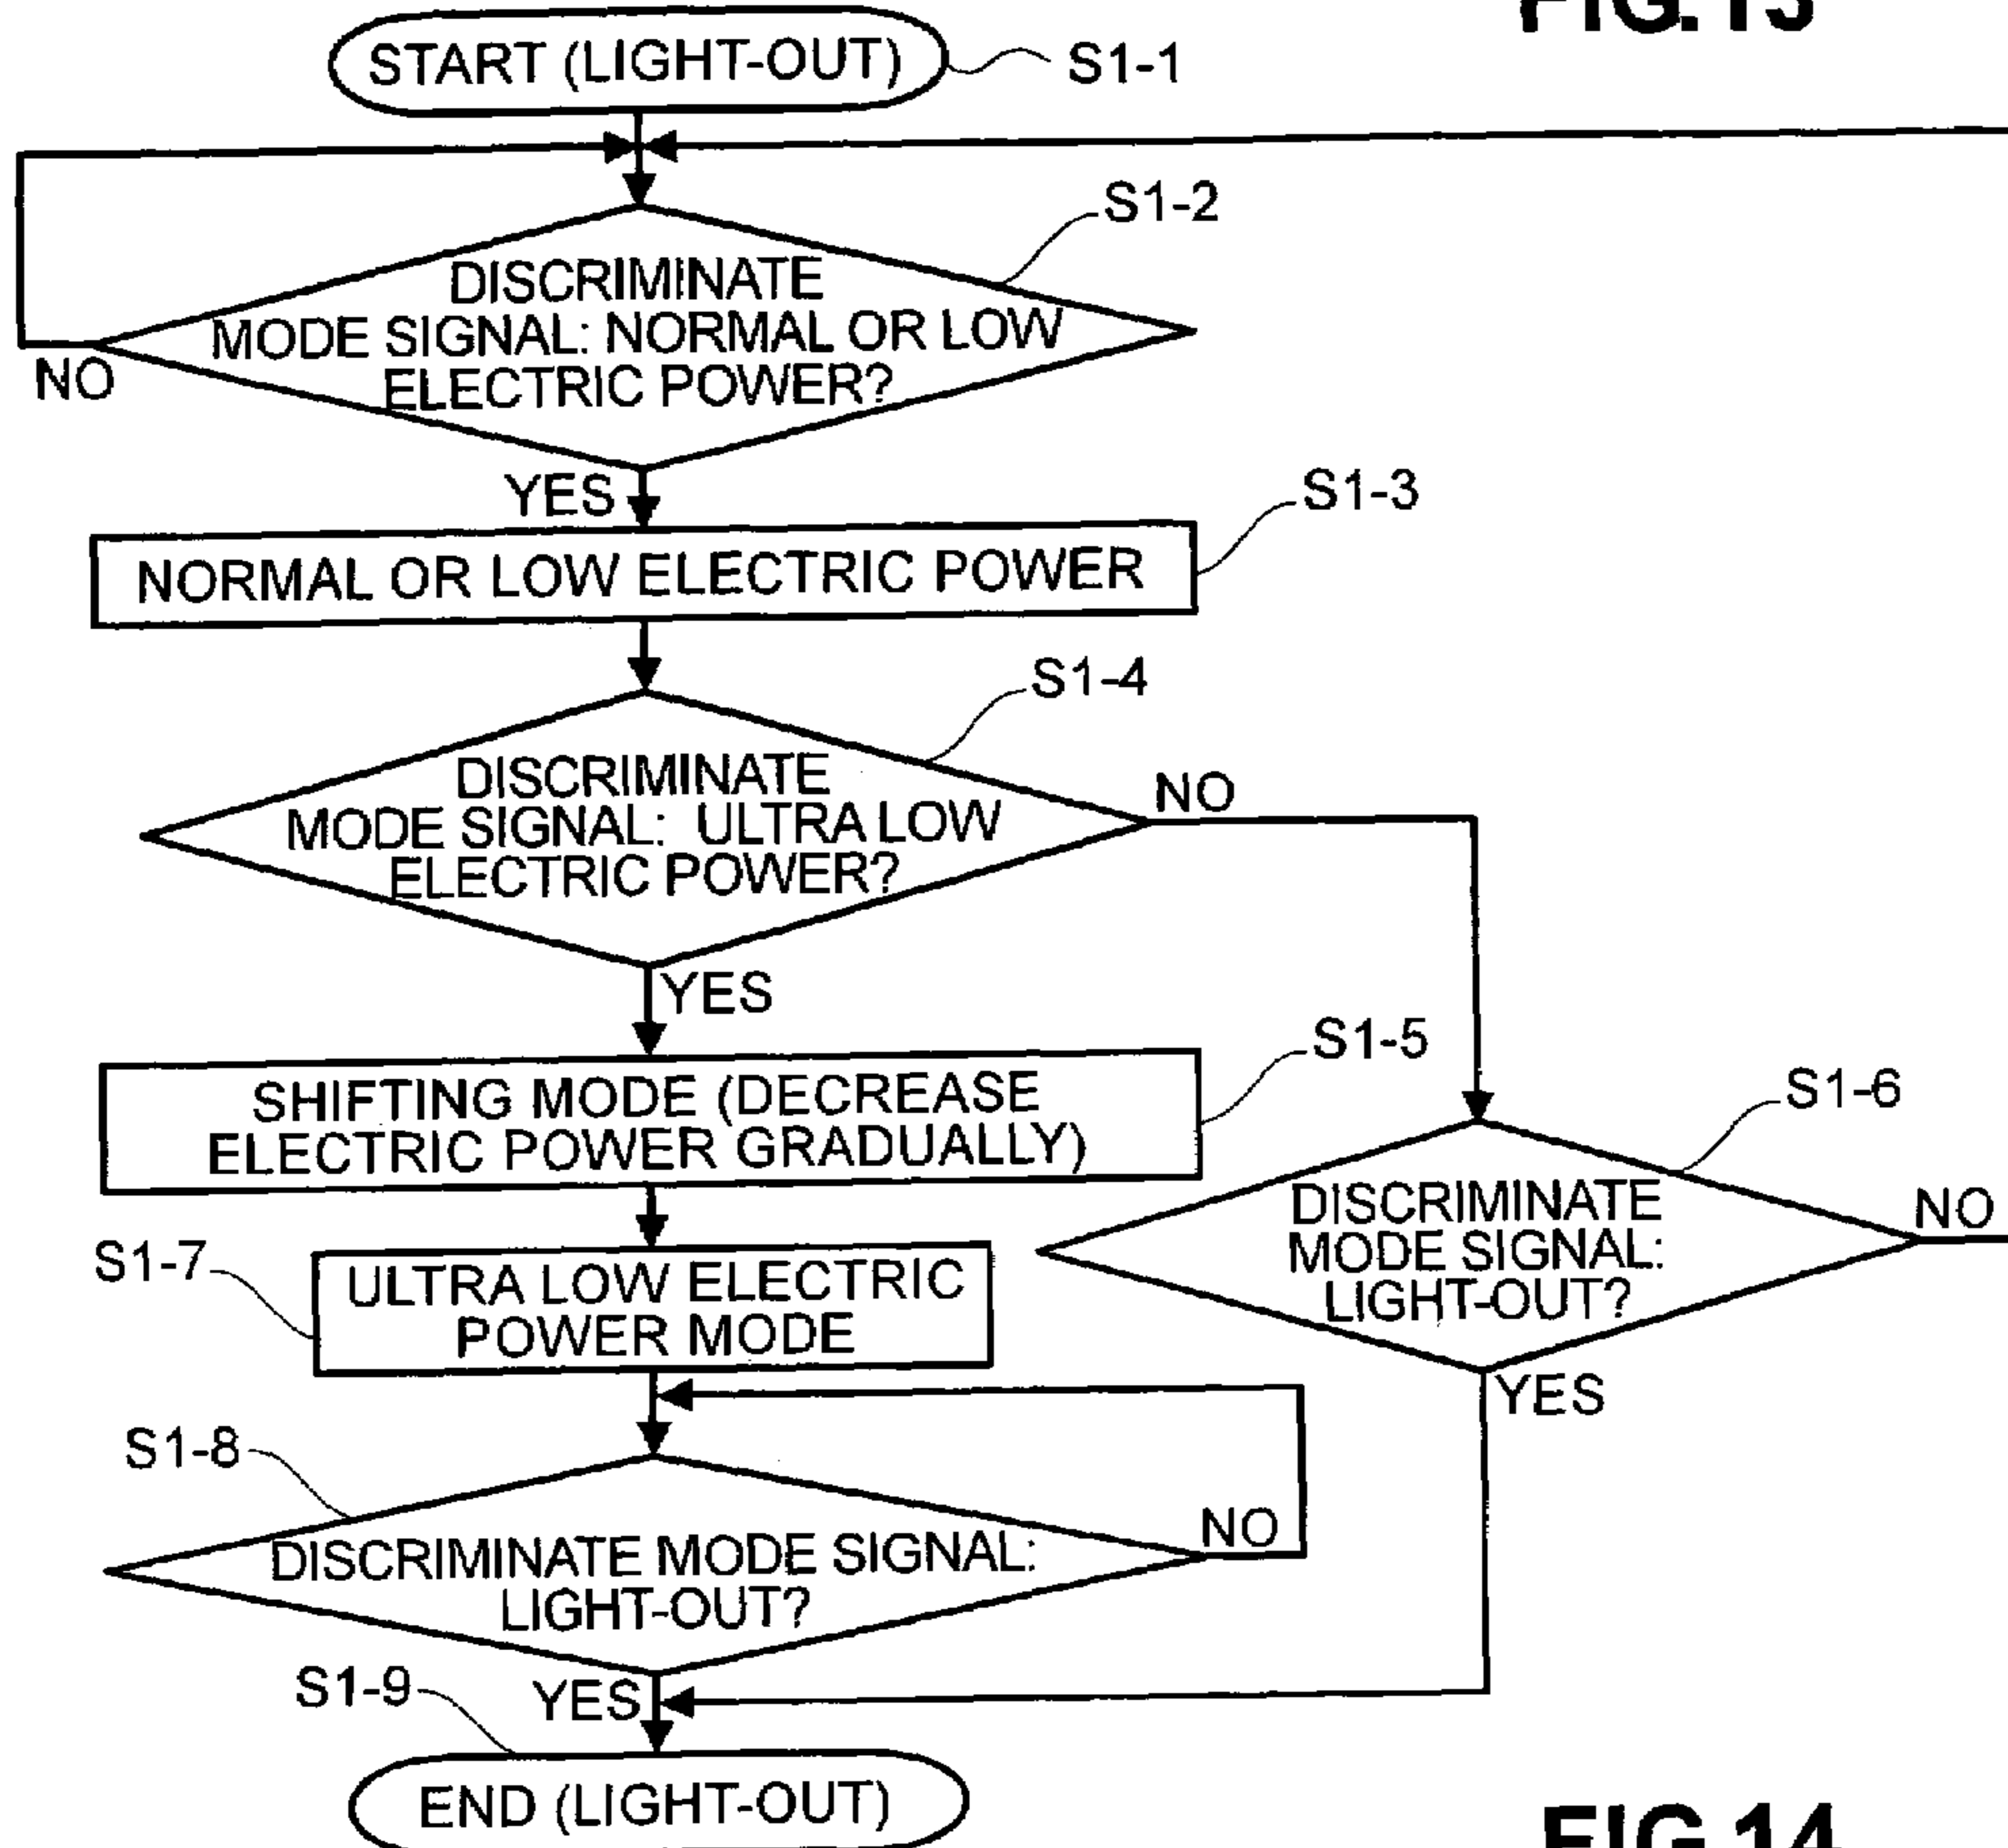 FIG.13
START (LIGHT-OUT)
S1-1
S1-2
DISCRIMINATE
MODE SIGNAL: NORMAL OR LOW
ELECTRIC POWER?
NO
YES
S1-3
NORMAL OR LOW ELECTRIC POWER
S1-4
DISCRIMINATE
MODE SIGNAL: ULTRA LOW
ELECTRIC POWER?
NO
YES
S1-5
SHIFTING MODE (DECREASE
ELECTRIC POWER GRADUALLY)
S1-6
DISCRIMINATE
MODE SIGNAL:
LIGHT-OUT?
NO
YES
S1-7
ULTRA LOW ELECTRIC
POWER MODE
S1-8
DISCRIMINATE MODE SIGNAL:
LIGHT-OUT?
NO
S1-9
YES
END (LIGHT-OUT)
FIG.14